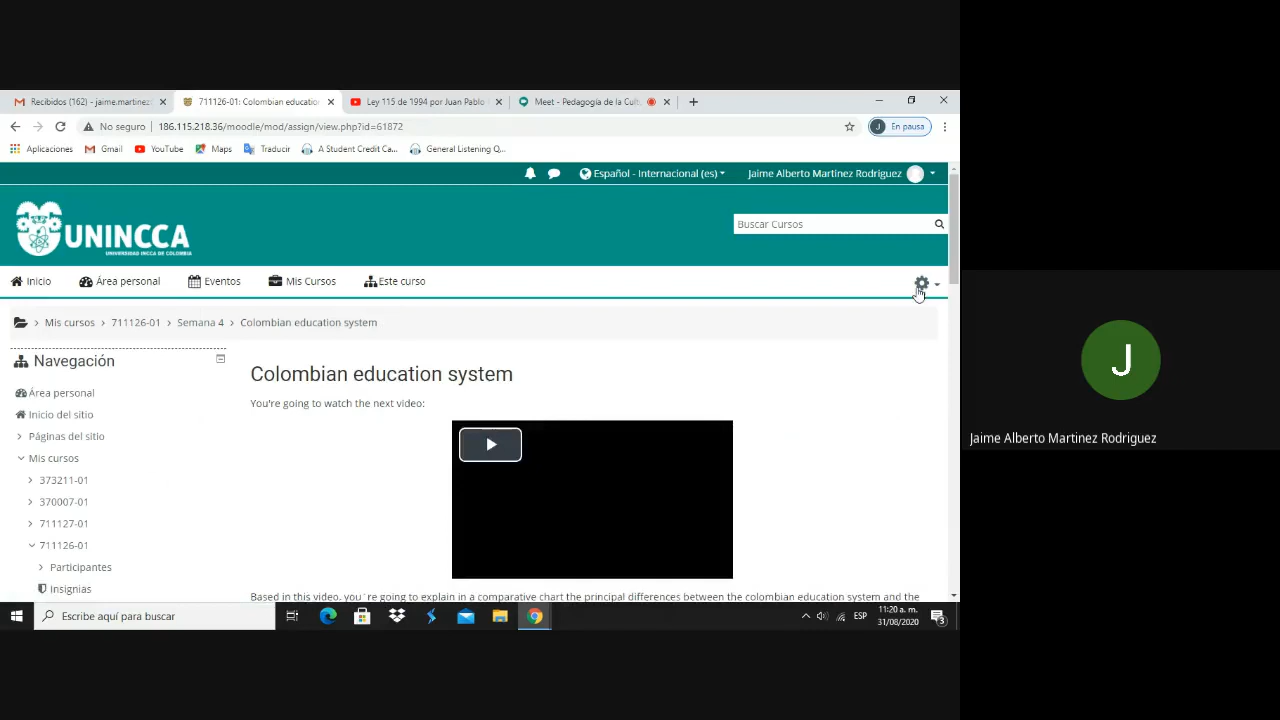 Recibidos (162) - jaime.martinez
711126-01: Colombian educatio
Ley 115 de 1994 por Juan Pablo
Meet - Pedagogía de la Cult
No seguro
186.115.218.36/moodle/mod/assign/view.php?id=61872
J
En pausa
Aplicaciones
Gmail
YouTube
Maps
Traducir
A Student Credit Ca...
General Listening Q...
Español - Internacional (es)
Jaime Alberto Martinez Rodriguez
UNINCCA
UNIVERSIDAD INCCA DE COLOMBIA
Buscar Cursos
Inicio
Área personal
Eventos
Mis Cursos
Este curso
Mis cursos > 711126-01 > Semana 4 > Colombian education system
Navegación
Área personal
Inicio del sitio
Páginas del sitio
Mis cursos
373211-01
370007-01
711127-01
711126-01
Participantes
Insignias
Colombian education system
You're going to watch the next video:
Based in this video, you´re going to explain in a comparative chart the principal differences between the colombian education system and the
J
Jaime Alberto Martinez Rodriguez
Escribe aquí para buscar
ESP
11:20 a. m.
31/08/2020
3